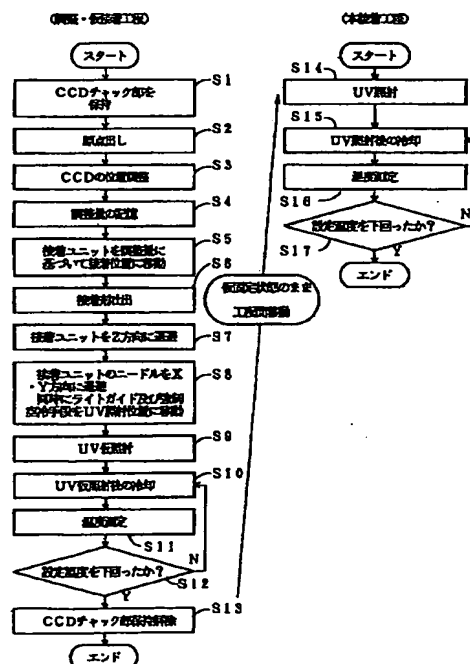 (調整・仮接着工程)
スタート
CCDチャック部を
保持
S1
原点出し
S2
CCDの位置調整
S3
調整量の記憶
S4
接着ユニットを調整量に
基づいて接着位置に移動
S5
接着剤吐出
S6
接着ユニットをZ方向に退避
S7
接着ユニットのニードルをX
・Y方向に退避
同時にライトガイド及び
をUV照射位置に移動
S8
UV仮照射
S9
UV仮照射後の冷却
S10
温度測定
S11
設定温度を下回ったか?
S12
N
Y
CCDチャック部保持解除
S13
エンド
仮固定状態のまま
工程間移動
(本接着工程)
スタート
S14
UV照射
S15
UV照射後の冷却
温度測定
S16
設定温度を下回ったか?
S17
N
Y
エンド